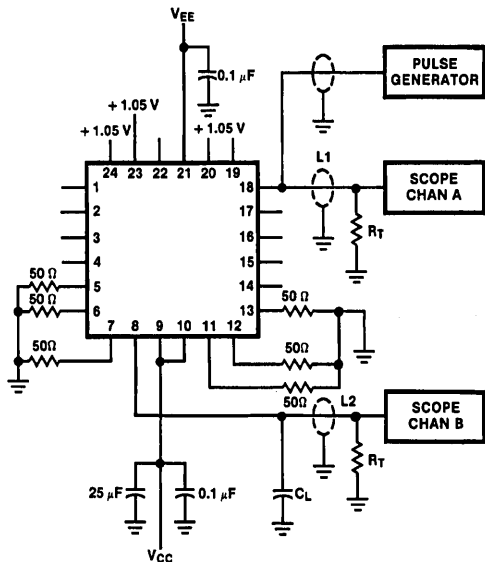 VEE
0.1 µF
PULSE
GENERATOR
+ 1.05 V
+ 1.05 V
+ 1.05 V
24 23 22 21 20 19
L1
SCOPE
CHAN A
RT
1
2
3
4
5
6
18
17
16
15
14
13
50 Ω
50 Ω
50Ω
7 8 9 10 11 12
50 Ω
50Ω
50Ω
L2
SCOPE
CHAN B
RT
25 µF
0.1 µF
CL
VCC